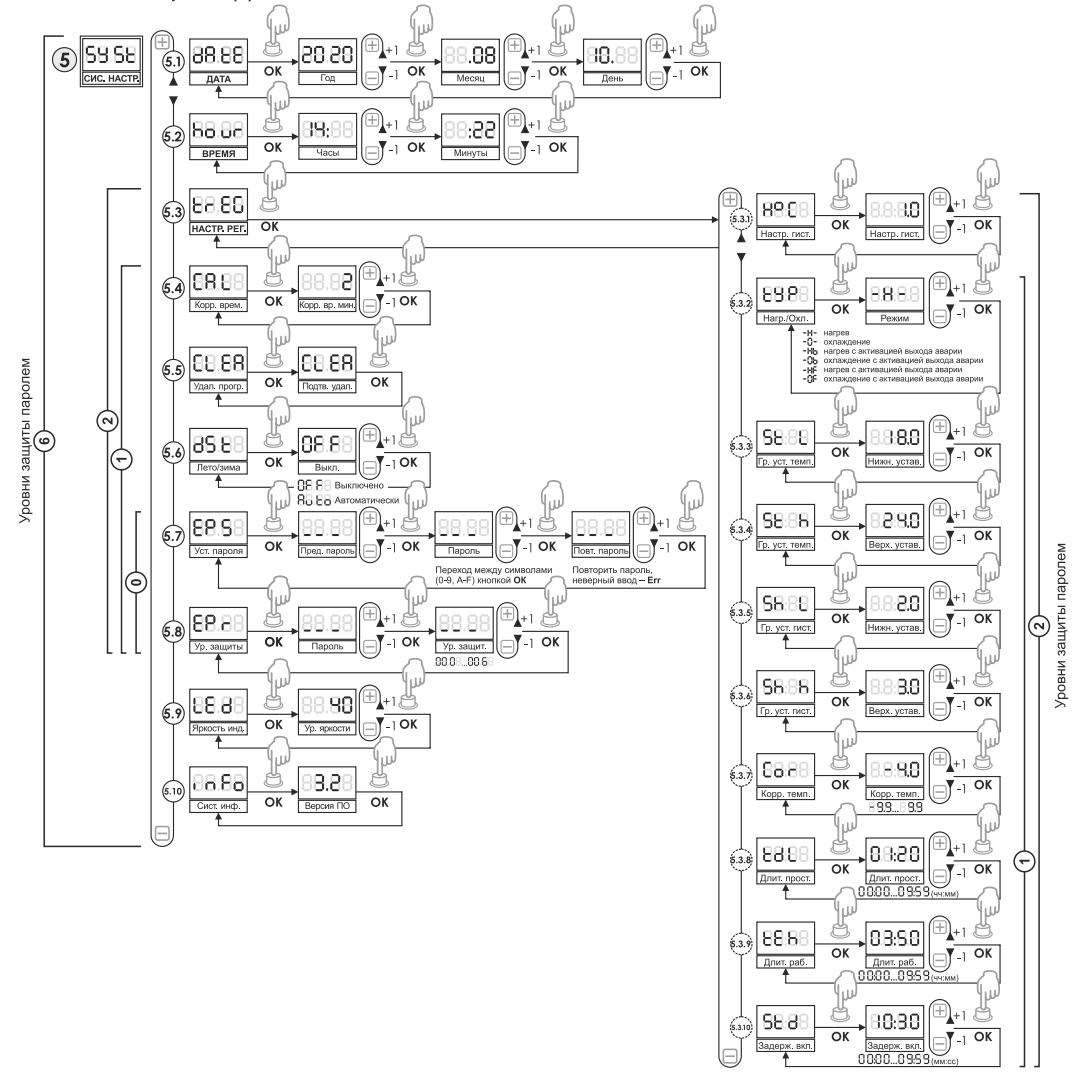 5
SYSt
СИС. НАСТР.
5.1
dAtE
ДАТА
OK
2020
Год
+1
-1
OK
.08
Месяц
+1
-1
OK
10.
День
+1
-1
OK
5.2
hour
ВРЕМЯ
OK
14:
Часы
+1
-1
OK
:22
Минуты
+1
-1
OK
5.3
trEG
НАСТР. РЕГ.
OK
5.4
CAL
Корр. врем.
OK
2
Корр. вр. мин.
+1
-1
OK
5.5
CLEA
Удал. прогр.
OK
CLEA
Подтв. удал.
OK
5.6
dSt
Лето/зима
OK
OFF
Выкл.
+1
-1
OK
OFF Выключено
Auto Автоматически
5.7
EPS
Уст. пароля
OK
_ _ _ _
Пред. пароль
+1
-1
OK
_ _ _ _
Пароль
+1
-1
OK
_ _ _ _
Повт. пароль
+1
-1
OK
Переход между символами
(0-9, A-F) кнопкой OK
Повторить пароль,
неверный ввод – Err
5.8
EPr
Ур. защиты
OK
_ _ _
Пароль
+1
-1
OK
_ _ _
Ур. защит.
+1
-1
OK
000...006
5.9
LEd
Яркость инд.
OK
40
Ур. яркости
+1
-1
OK
5.10
inFo
Сист. инф.
OK
3.2
Версия ПО
OK
Уровни защиты паролем
6
2
1
0
5.3.1
HºC
Настр. гист.
OK
1.0
Настр. гист.
+1
-1
OK
5.3.2
tYP
Нагр./Охл.
OK
-H-
Режим
+1
-1
OK
-H- нагрев
-0- охлаждение
-Hb нагрев с активацией выхода аварии
-0b охлаждение с активацией выхода аварии
-HF нагрев с активацией выхода аварии
-0F охлаждение с активацией выхода аварии
5.3.3
St L
Гр. уст. темп.
OK
18.0
Нижн. устав.
+1
-1
OK
5.3.4
St h
Гр. уст. темп.
OK
24.0
Верх. устав.
+1
-1
OK
5.3.5
Sh L
Гр. уст. гист.
OK
2.0
Нижн. устав.
+1
-1
OK
5.3.6
Sh h
Гр. уст. гист.
OK
3.0
Верх. устав.
+1
-1
OK
5.3.7
Cor
Корр. темп.
OK
-4.0
Корр. темп.
+1
-1
OK
-9.9...9.9
5.3.8
tdL
Длит. прост.
OK
01:20
Длит. прост.
+1
-1
OK
00:00...09:59 (чч:мм)
5.3.9
tEh
Длит. раб.
OK
03:50
Длит. раб.
+1
-1
OK
00:00...09:59 (чч:мм)
5.3.10
Std
Задерж. вкл.
OK
10:30
Задерж. вкл.
+1
-1
OK
00:00...09:59 (мм:сс)
2
1
Уровни защиты паролем